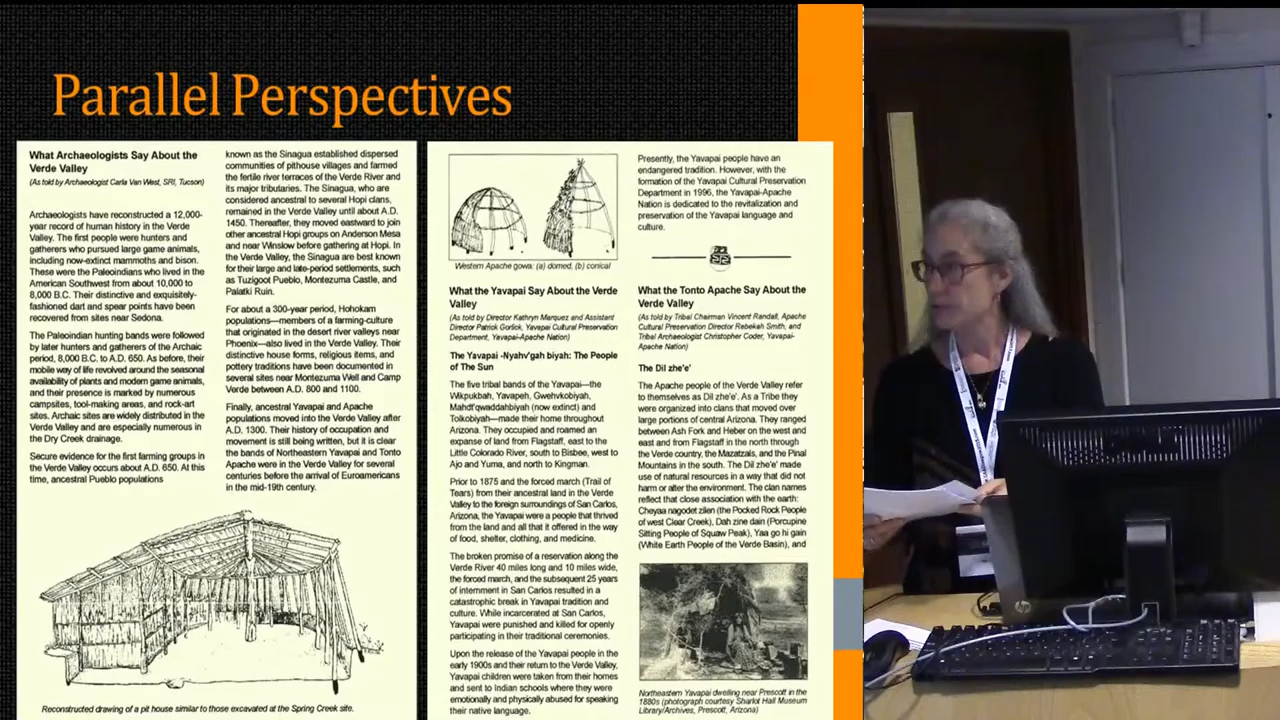 Parallel Perspectives
What Archaeologists Say About the
Verde Valley
(As told by Archaeologist Carla Van West, SRI, Tucson)
Archaeologists have reconstructed a 12,000-
year record of human history in the Verde
Valley. The first people were hunters and
gatherers who pursued large game animals,
including now-extinct mammoths and bison.
These were the Paleoindians who lived in the
American Southwest from about 10,000 to
8,000 B.C. Their distinctive and exquisitely-
fashioned dart and spear points have been
recovered from sites near Sedona.
The Paleoindian hunting bands were followed
by later hunters and gatherers of the Archaic
period, 8,000 B.C. to A.D. 650. As before, their
mobile way of life revolved around the seasonal
availability of plants and modern game animals,
and their presence is marked by numerous
campsites, tool-making areas, and rock-art
sites. Archaic sites are widely distributed in the
Verde Valley and are especially numerous in
the Dry Creek drainage.
Secure evidence for the first farming groups in
the Verde Valley occurs about A.D. 650. At this
time, ancestral Pueblo populations
known as the Sinagua established dispersed
communities of pithouse villages and farmed
the fertile river terraces of the Verde River and
its major tributaries. The Sinagua, who are
considered ancestral to several Hopi clans,
remained in the Verde Valley until about A.D.
1450. Thereafter, they moved eastward to join
other ancestral Hopi groups on Anderson Mesa
and near Winslow before gathering at Hopi. In
the Verde Valley, the Sinagua are best known
for their large and late-period settlements, such
as Tuzigoot Pueblo, Montezuma Castle, and
Palatki Ruin.
For about a 300-year period, Hohokam
populations—members of a farming-culture
that originated in the desert river valleys near
Phoenix—also lived in the Verde Valley. Their
distinctive house forms, religious items, and
pottery traditions have been documented in
several sites near Montezuma Well and Camp
Verde between A.D. 800 and 1100.
Finally, ancestral Yavapai and Apache
populations moved into the Verde Valley after
A.D. 1300. Their history of occupation and
movement is still being written, but it is clear
the bands of Northeastern Yavapai and Tonto
Apache were in the Verde Valley for several
centuries before the arrival of Euroamericans
in the mid-19th century.
Reconstructed drawing of a pit house similar to those excavated at the Spring Creek site.
Western Apache gowa: (a) domed, (b) conical
What the Yavapai Say About the Verde
Valley
(As told by Director Kathryn Marquez and Assistant
Director Patrick Gorlick, Yavapai Cultural Preservation
Department, Yavapai-Apache Nation)
The Yavapai -Nyahv'gah biyah: The People
of The Sun
The five tribal bands of the Yavapai—the
Wikpukbah, Yavapeh, Gwehvkobiyah,
Mahdt'qwaddahbiyah (now extinct) and
Tolkobiyah—made their home throughout
Arizona. They occupied and roamed an
expanse of land from Flagstaff, east to the
Little Colorado River, south to Bisbee, west to
Ajo and Yuma, and north to Kingman.
Prior to 1875 and the forced march (Trail of
Tears) from their ancestral land in the Verde
Valley to the foreign surroundings of San Carlos,
Arizona, the Yavapai were a people that thrived
from the land and all that it offered in the way
of food, shelter, clothing, and medicine.
The broken promise of a reservation along the
Verde River 40 miles long and 10 miles wide,
the forced march, and the subsequent 25 years
of internment in San Carlos resulted in a
catastrophic break in Yavapai tradition and
culture. While incarcerated at San Carlos,
Yavapai were punished and killed for openly
participating in their traditional ceremonies.
Upon the release of the Yavapai people in the
early 1900s and their return to the Verde Valley,
Yavapai children were taken from their homes
and sent to Indian schools where they were
emotionally and physically abused for speaking
their native language.
Presently, the Yavapai people have an
endangered tradition. However, with the
formation of the Yavapai Cultural Preservation
Department in 1996, the Yavapai-Apache
Nation is dedicated to the revitalization and
preservation of the Yavapai language and
culture.
What the Tonto Apache Say About the
Verde Valley
(As told by Tribal Chairman Vincent Randall, Apache
Cultural Preservation Director Rebekah Smith, and
Tribal Archaeologist Christopher Coder, Yavapai-
Apache Nation)
The Dil zhe'e'
The Apache people of the Verde Valley refer
to themselves as Dil zhe'e'. As a Tribe they
were organized into clans that moved over
large portions of central Arizona. They ranged
between Ash Fork and Heber on the west and
east and from Flagstaff in the north through
the Verde country, the Mazatzals, and the Pinal
Mountains in the south. The Dil zhe'e' made
use of natural resources in a way that did not
harm or alter the environment. The clan names
reflect that close association with the earth:
Cheyaa nagodet zilen (the Pocked Rock People
of west Clear Creek), Dah zine dain (Porcupine
Sitting People of Squaw Peak), Yaa go hi gain
(White Earth People of the Verde Basin), and
Northeastern Yavapai dwelling near Prescott in the
1880s (photograph courtesy Sharlot Hall Museum
Library/Archives, Prescott, Arizona)
hp